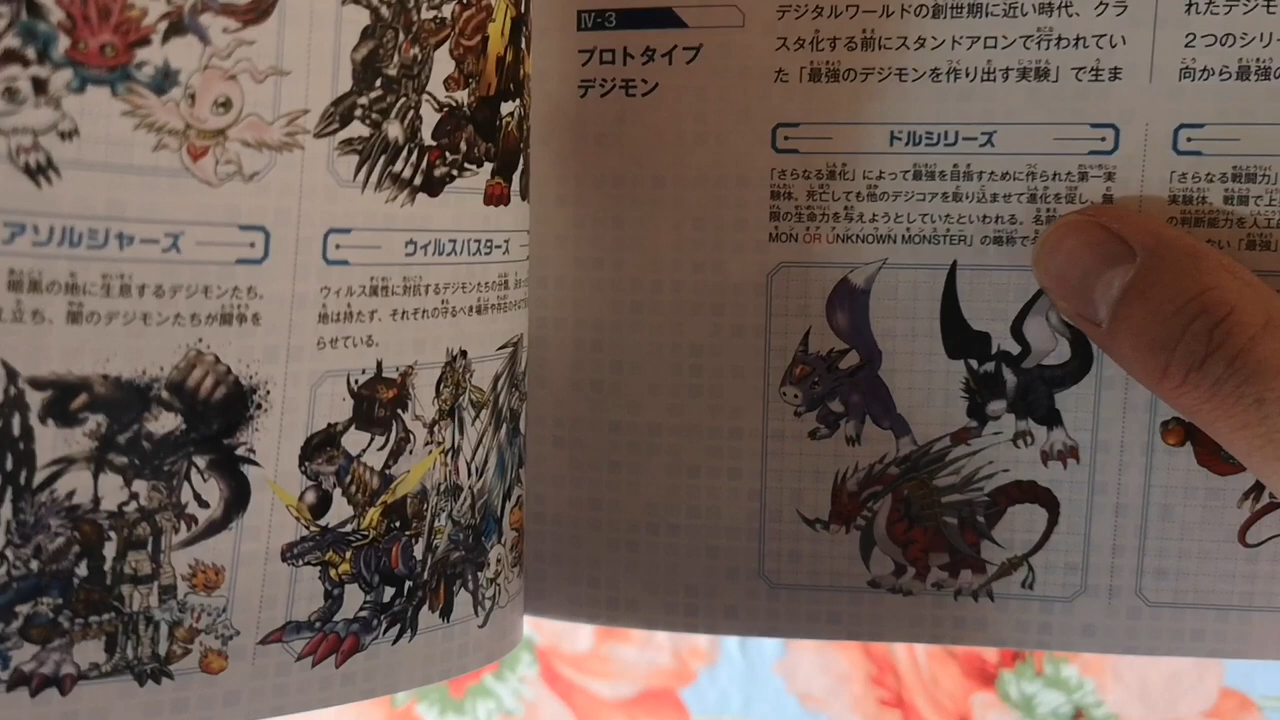 アソルジャーズ
暗黒の地に生息するデジモンたち。
し立ち、闇のデジモンたちが闘争を
ウイルスバスターズ
ウィルス属性に対抗するデジモンたちの分類。
地は持たず、それぞれの守るべき場所や存在の
らせている。
Ⅳ-3
プロトタイプ
デジモン
デジタルワールドの創世期に近い時代、クラ
スタ化する前にスタンドアロンで行われてい
た「最強のデジモンを作り出す実験」で生ま
ドルシリーズ
「さらなる進化」によって最強を目指すために作られた第一実
験体。死亡しても他のデジコアを取り込ませて進化を促し、無
限の生命力を与えようとしていたといわれる。名前
MON OR UNKNOWN MONSTER」の略称で
れたデジモ
2つのシリー
向から最強の
「さらなる戦闘力」
実験体。戦闘で上
の判断能力を人工
ない「最強